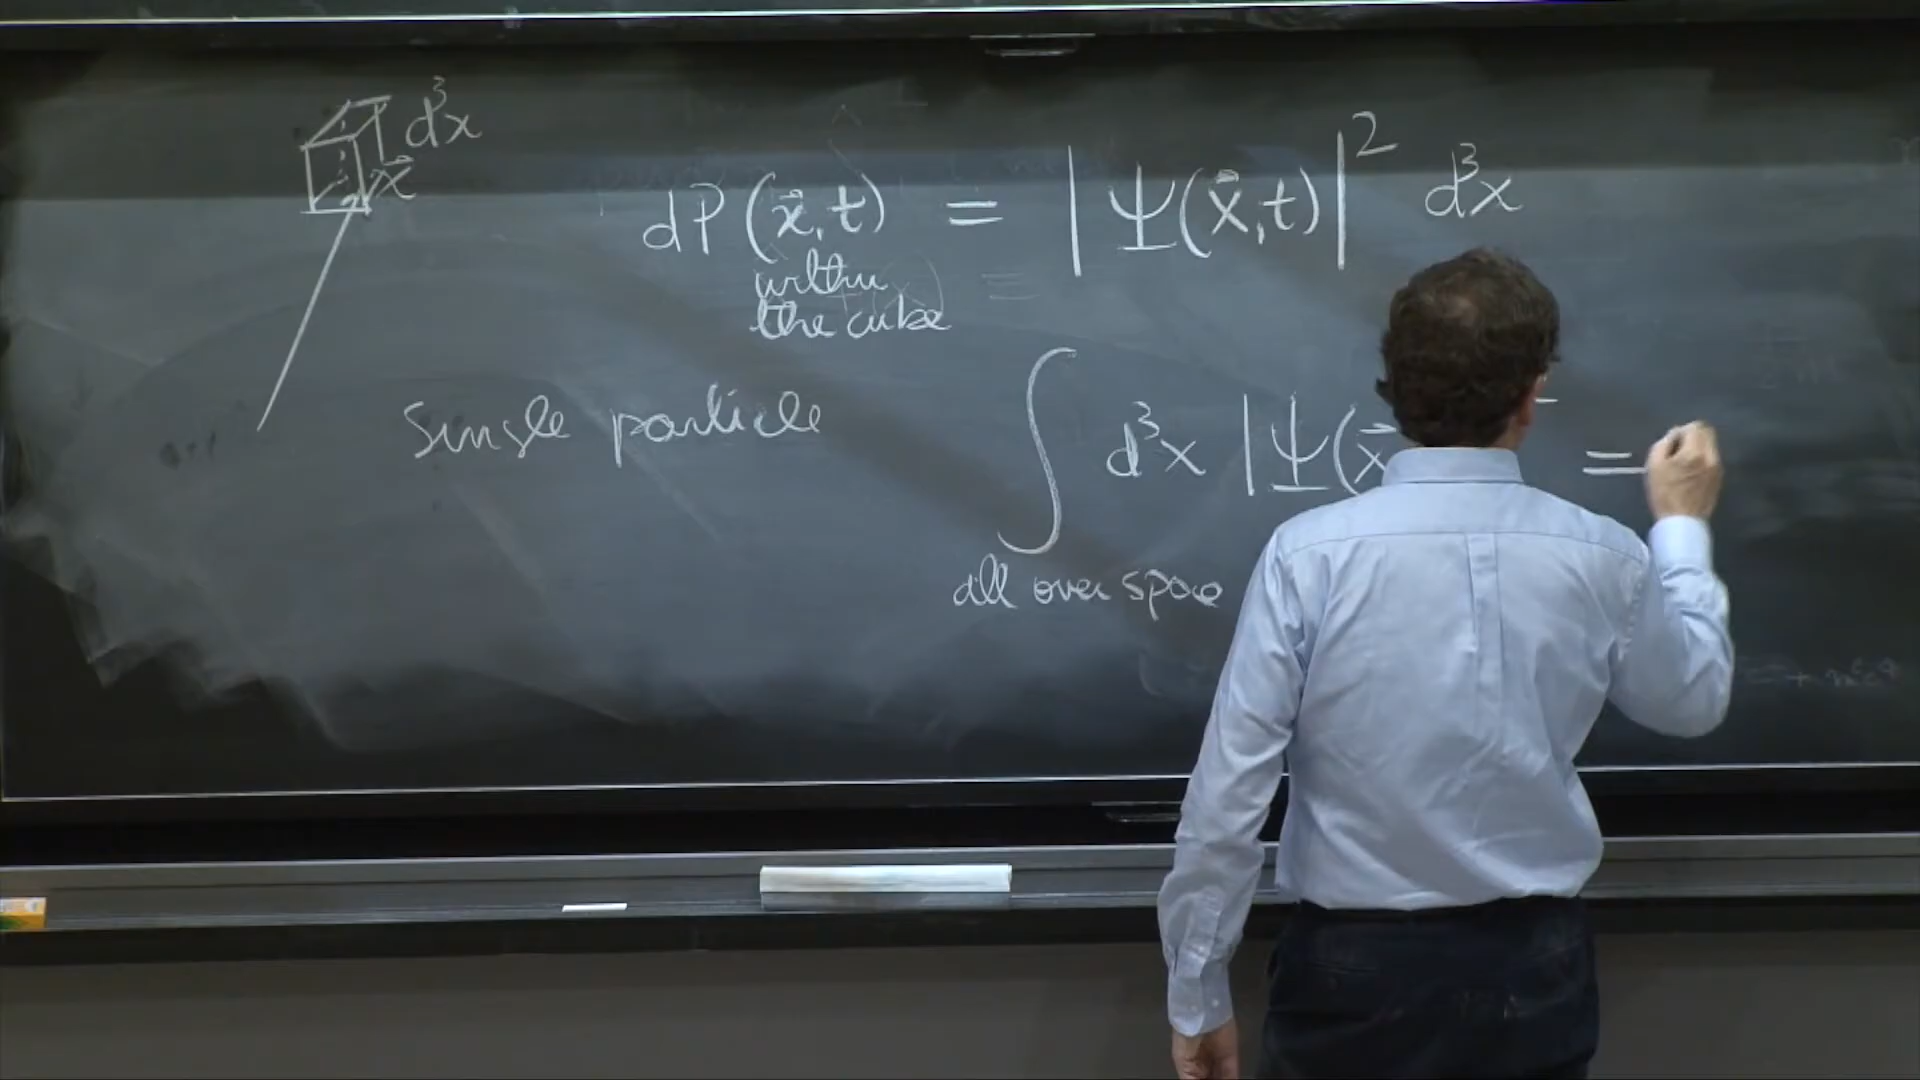 d³x
x⃗
dP(x⃗,t) = |Ψ(x⃗,t)|² d³x
within
the cube
single particle
∫ d³x |Ψ(x⃗ =
all over space